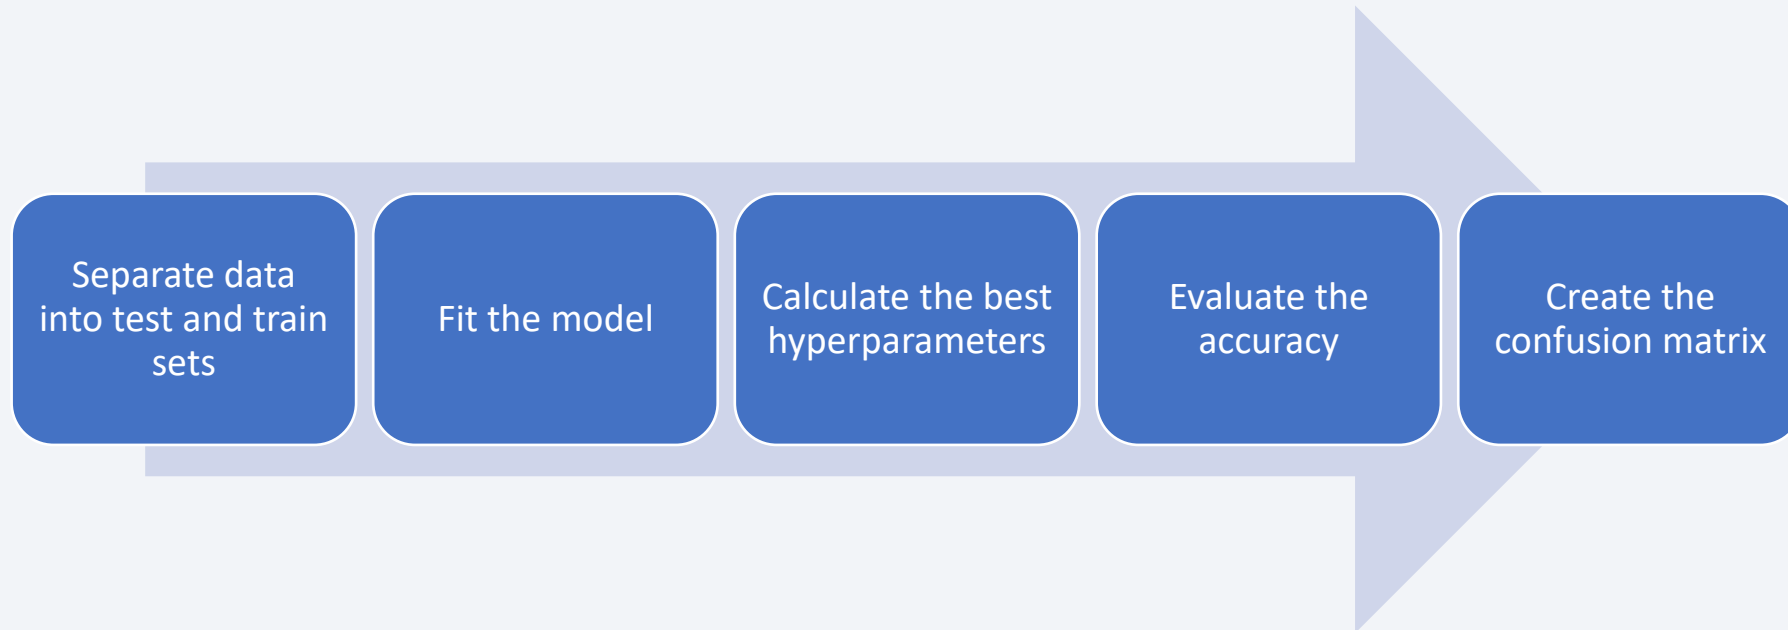 Separate data
into test and train
sets
Fit the model
Calculate the best
hyperparameters
Evaluate the
accuracy
Create the
confusion matrix